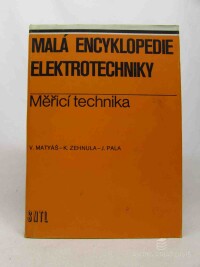 MALÁ ENCYKLOPEDIE
ELEKTROTECHNIKY
Měřicí technika
V. MATYÁŠ - K. ZEHNULA - J. PALA
SNTL